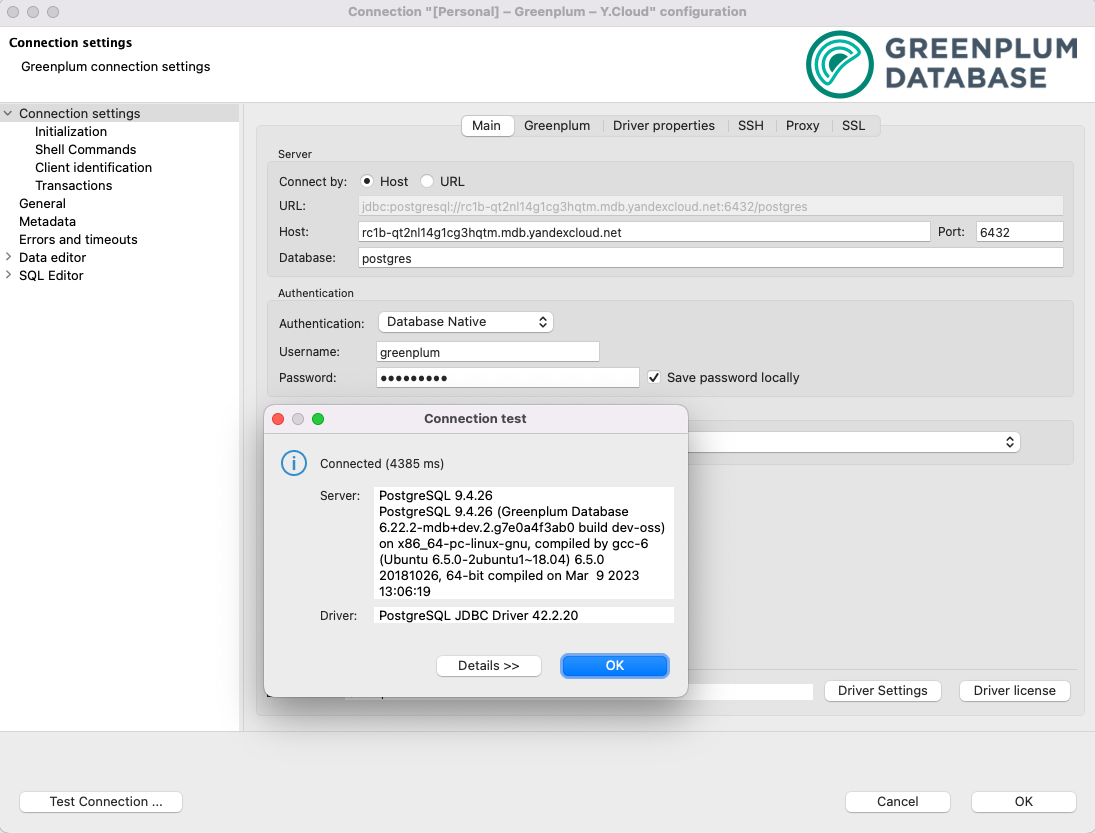 Connection "[Personal] – Greenplum – Y.Cloud" configuration
Connection settings
Greenplum connection settings
GREENPLUM
DATABASE
Connection settings
Initialization
Shell Commands
Client identification
Transactions
General
Metadata
Errors and timeouts
Data editor
SQL Editor
Main Greenplum Driver properties SSH Proxy SSL
Server
Connect by: Host URL
URL: jdbc:postgresql://rc1b-qt2nl14g1cg3hqtm.mdb.yandexcloud.net:6432/postgres
Host: rc1b-qt2nl14g1cg3hqtm.mdb.yandexcloud.net Port: 6432
Database: postgres
Authentication
Authentication: Database Native
Username: greenplum
Password: •••••••••  Save password locally
Connection test
Connected (4385 ms)
Server: PostgreSQL 9.4.26
PostgreSQL 9.4.26 (Greenplum Database
6.22.2-mdb+dev.2.g7e0a4f3ab0 build dev-oss)
on x86_64-pc-linux-gnu, compiled by gcc-6
(Ubuntu 6.5.0-2ubuntu1~18.04) 6.5.0
20181026, 64-bit compiled on Mar  9 2023
13:06:19
Driver: PostgreSQL JDBC Driver 42.2.20
Details >> OK
Driver Settings Driver license
Test Connection ... Cancel OK